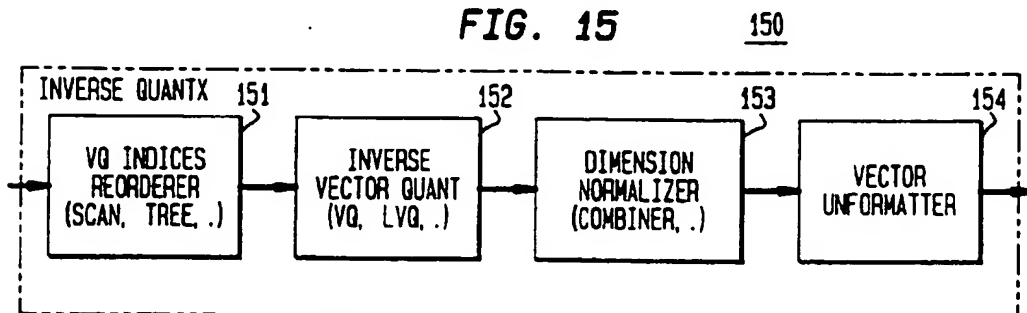 FIG. 15
150
INVERSE QUANTX
151
152
153
154
VQ INDICES
REORDERER
(SCAN, TREE, .)
INVERSE
VECTOR QUANT
(VQ, LVQ, .)
DIMENSION
NORMALIZER
(COMBINER, .)
VECTOR
UNFORMATTER